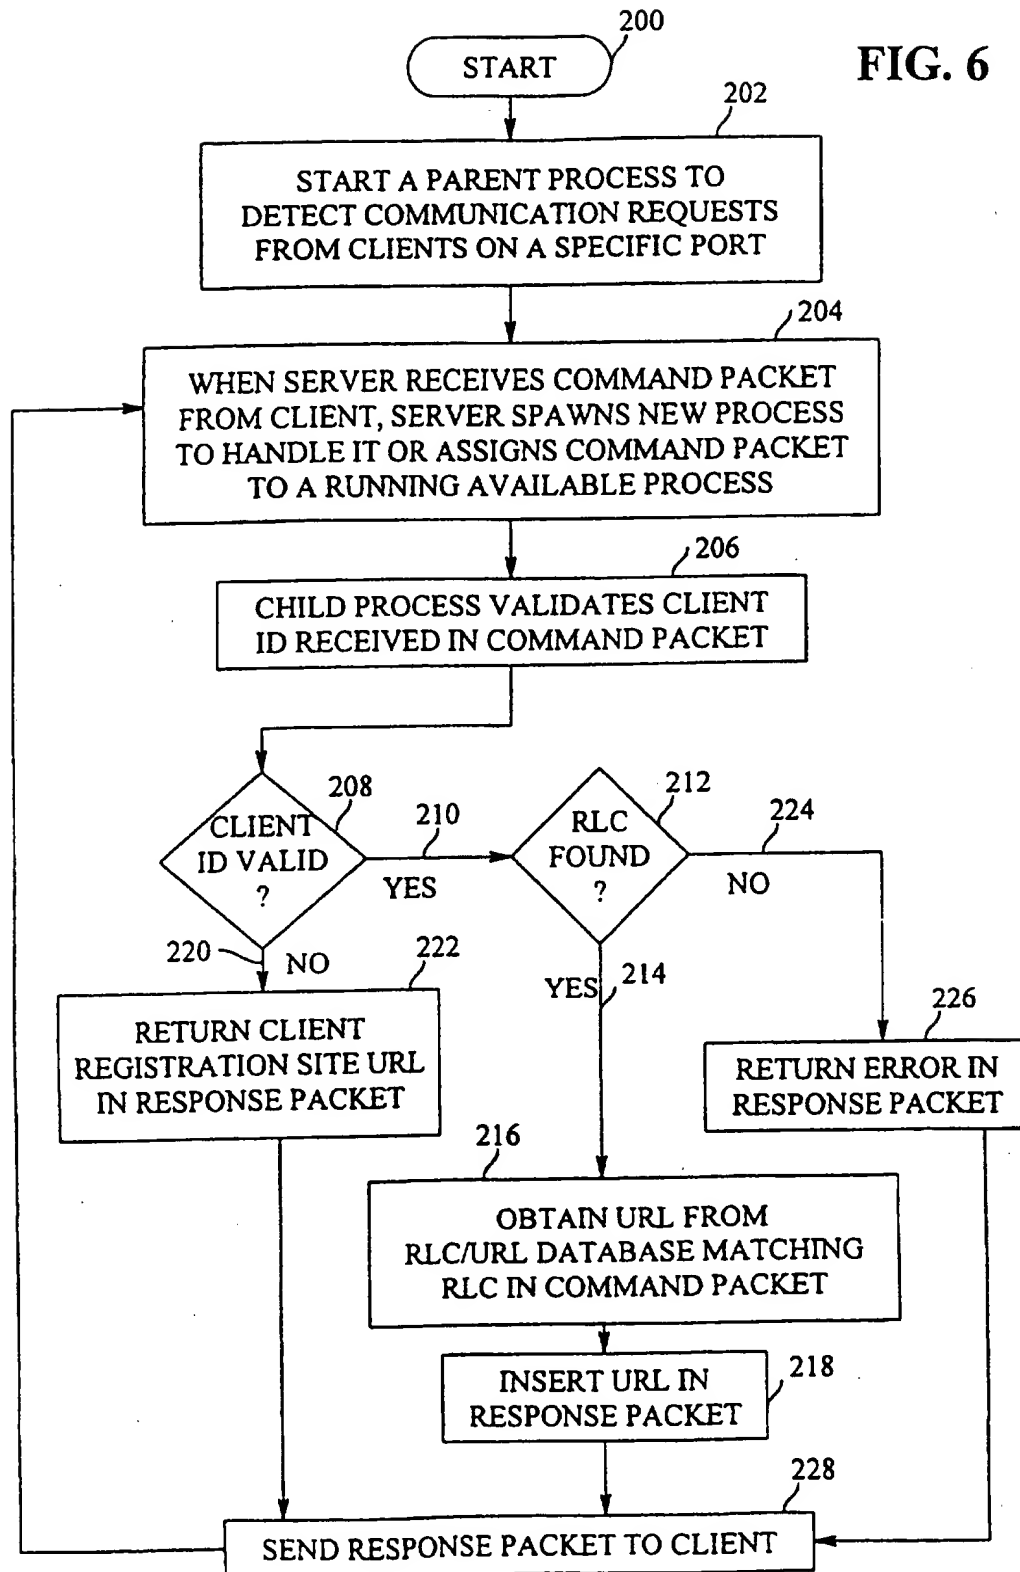 200
START
FIG. 6
202
START A PARENT PROCESS TO
DETECT COMMUNICATION REQUESTS
FROM CLIENTS ON A SPECIFIC PORT
204
WHEN SERVER RECEIVES COMMAND PACKET
FROM CLIENT, SERVER SPAWNS NEW PROCESS
TO HANDLE IT OR ASSIGNS COMMAND PACKET
TO A RUNNING AVAILABLE PROCESS
206
CHILD PROCESS VALIDATES CLIENT
ID RECEIVED IN COMMAND PACKET
208
CLIENT
ID VALID
?
210
YES
212
RLC
FOUND
?
224
NO
220
NO
222
RETURN CLIENT
REGISTRATION SITE URL
IN RESPONSE PACKET
YES
214
226
RETURN ERROR IN
RESPONSE PACKET
216
OBTAIN URL FROM
RLC/URL DATABASE MATCHING
RLC IN COMMAND PACKET
218
INSERT URL IN
RESPONSE PACKET
228
SEND RESPONSE PACKET TO CLIENT